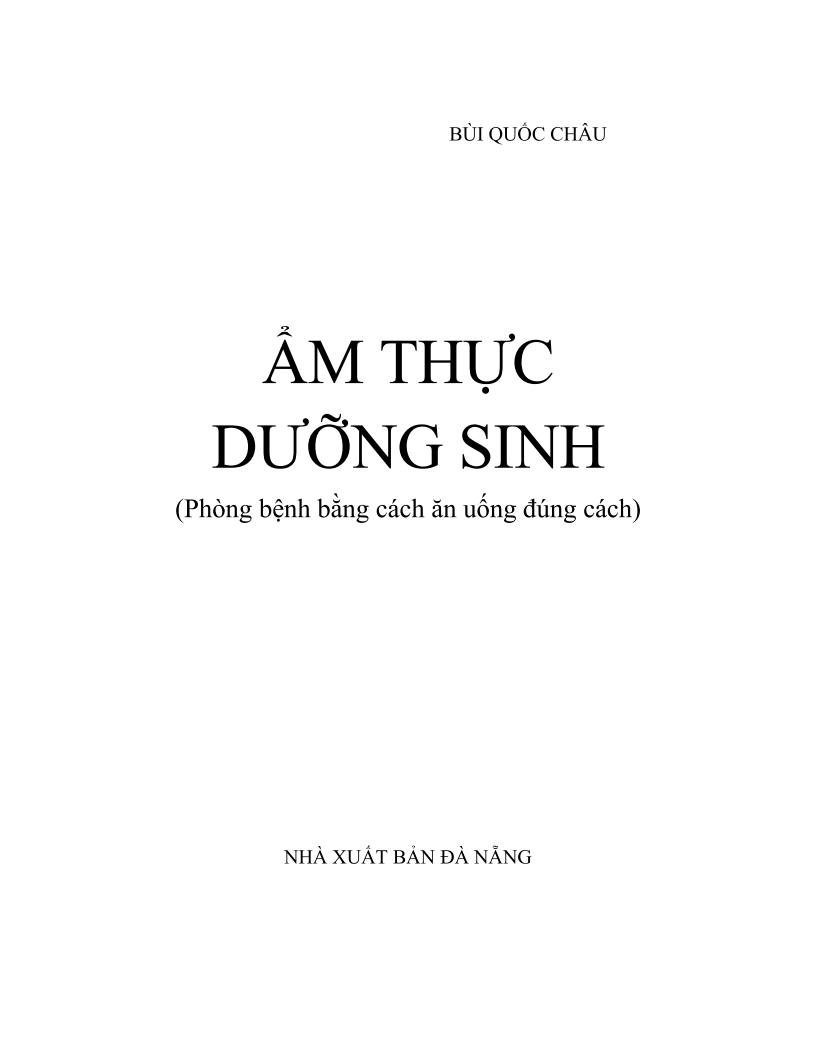 BÙI QUỐC CHÂU
ẨM THỰC
DƯỠNG SINH
(Phòng bệnh bằng cách ăn uống đúng cách)
NHÀ XUẤT BẢN ĐÀ NẴNG